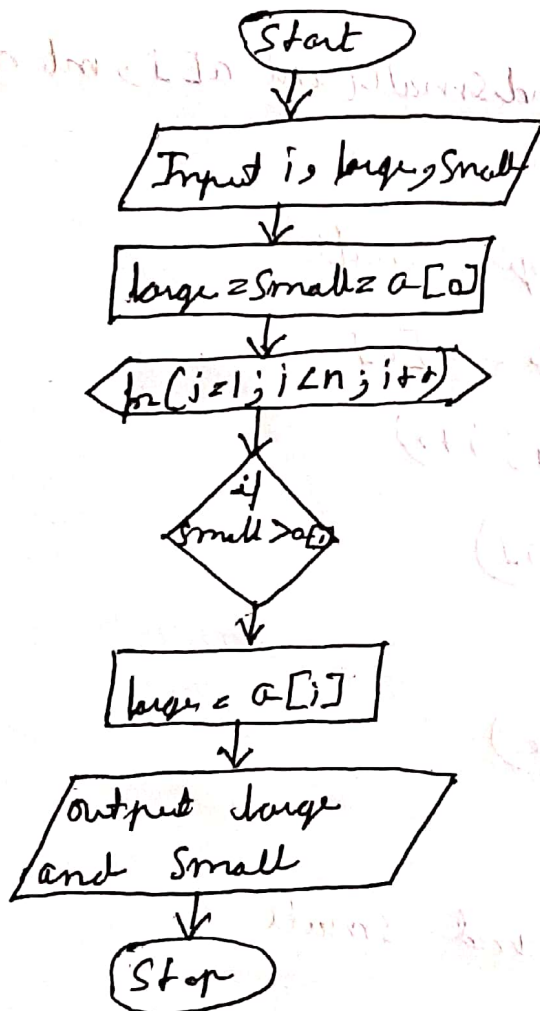 Start
Input i, large, small
large = small = a[0]
for (i=1; i<n; i++)
if
small > a[i]
large = a[i]
output large
and small
Stop